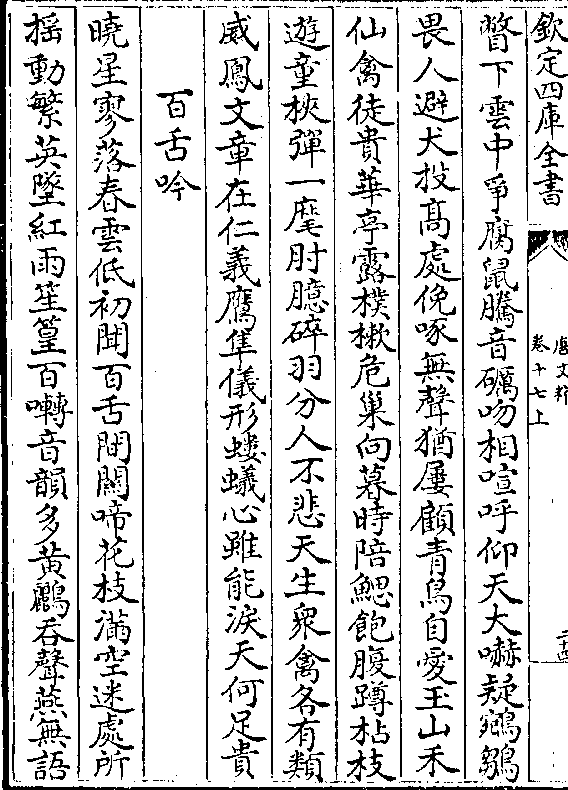 欽定四庫全書
唐文粹
卷十七上
瞥下雲中爭腐鼠騰音礪吻相喧呼仰天大嚇疑鵷鶵
畏人避犬投髙處俛啄無聲猶屢顧青鳥自愛玉山禾
仙禽徒貴華亭露樸樕危巢向暮時陪鰓飽腹蹲枯枝
遊童挾彈一麾肘臆碎羽分人不悲天生衆禽各有類
威鳳文章在仁義鷹隼儀形螻蟻心雖能淚天何足貴
百舌吟
曉星寥落春雲低初聞百舌間關啼花枝滿空迷處所
揺動繁英墜紅雨笙篁百囀音韻多黄鸝吞聲燕無語